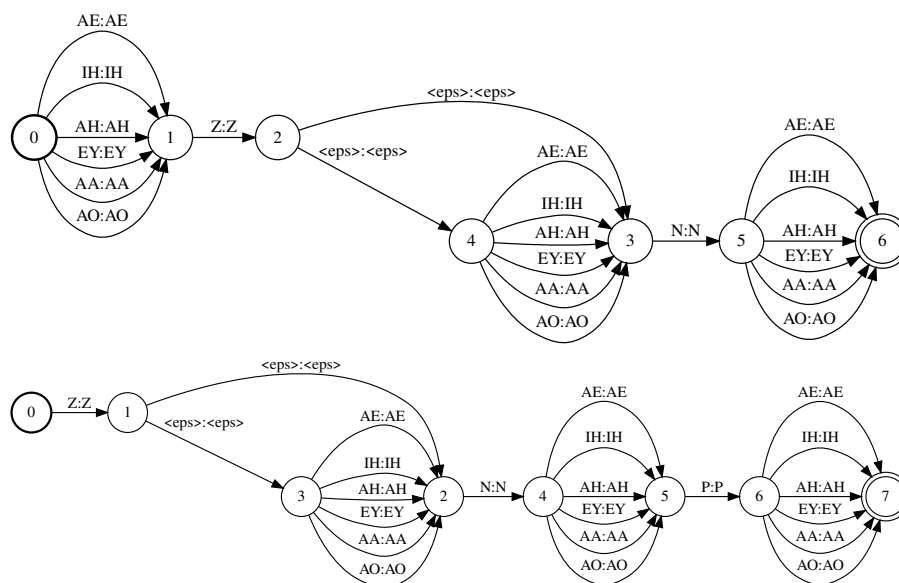 AE:AE
IH:IH
0 AH:AH 1 Z:Z 2 <eps>:<eps>
EY:EY
AA:AA
AO:AO
<eps>:<eps>
AE:AE
IH:IH
4 AH:AH 3 N:N 5
EY:EY
AA:AA
AO:AO
AE:AE
IH:IH
AH:AH 6
EY:EY
AA:AA
AO:AO
0 Z:Z 1 <eps>:<eps>
<eps>:<eps>
AE:AE
IH:IH
3 AH:AH 2 N:N 4
EY:EY
AA:AA
AO:AO
AE:AE
IH:IH
AH:AH 5 P:P 6
EY:EY
AA:AA
AO:AO
AE:AE
IH:IH
AH:AH 7
EY:EY
AA:AA
AO:AO